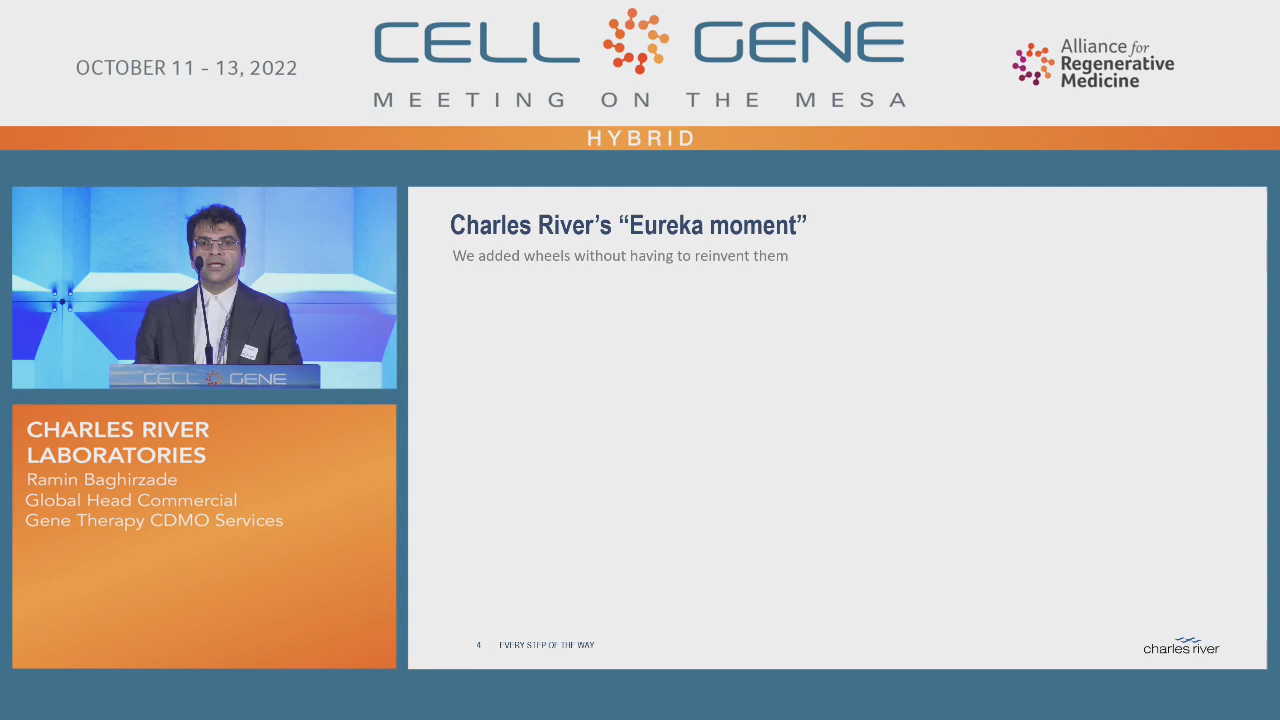 OCTOBER 11 - 13, 2022
CELL GENE
MEETING ON THE MESA
Alliance for
Regenerative
Medicine
HYBRID
CELL GENE
CHARLES RIVER
LABORATORIES
Ramin Baghirzade
Global Head Commercial
Gene Therapy CDMO Services
Charles River’s “Eureka moment”
We added wheels without having to reinvent them
4 EVERY STEP OF THE WAY
charles river